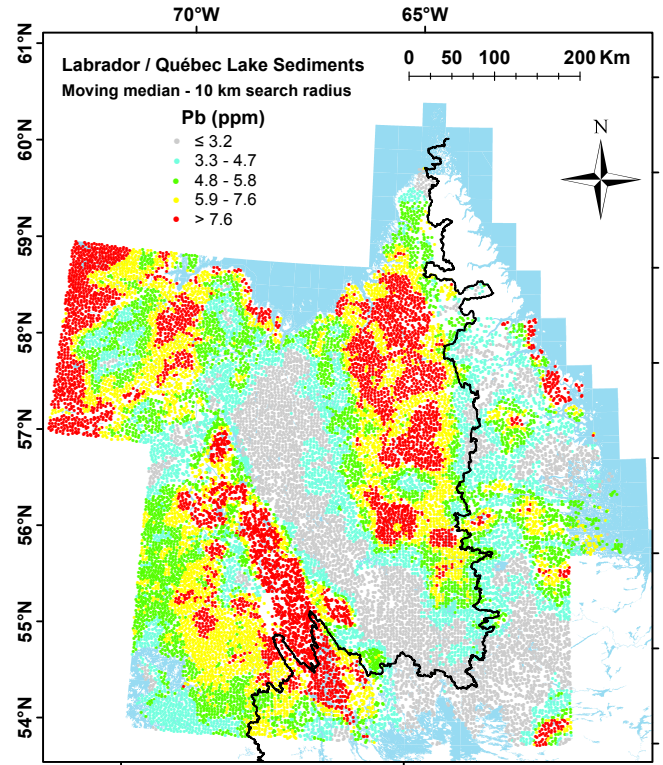 70°W 65°W
61°N
Labrador / Québec Lake Sediments
0 50 100 200 Km
Moving median - 10 km search radius
Pb (ppm)
≤ 3.2
3.3 - 4.7
4.8 - 5.8
5.9 - 7.6
> 7.6
N
60°N
59°N
58°N
57°N
56°N
55°N
54°N